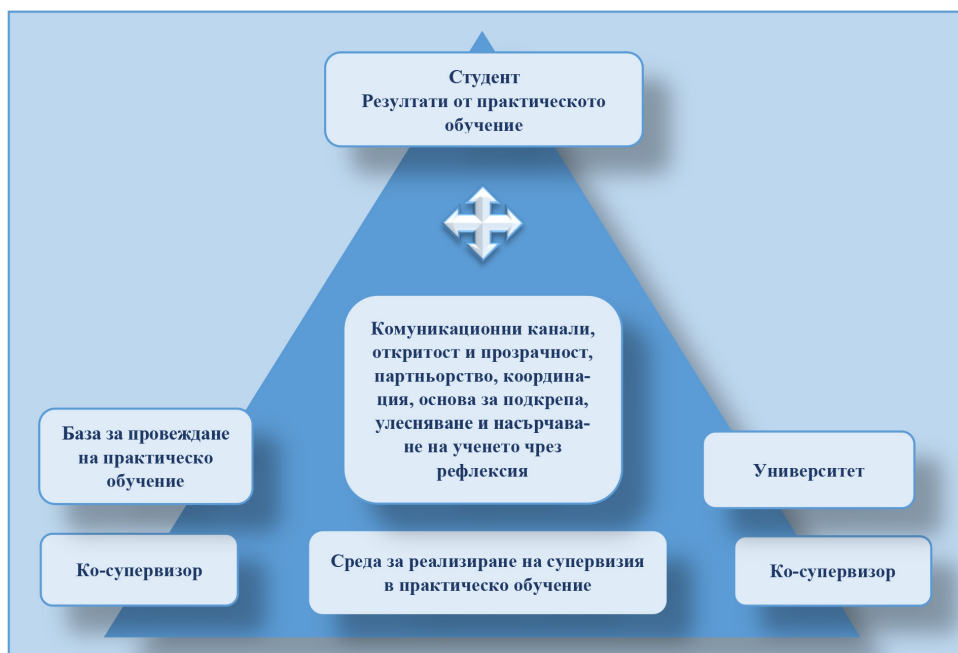 Студент
Резултати от практическото
обучение
Комуникационни канали,
откритост и прозрачност,
партньорство, координа-
ция, основа за подкрепа,
улесняване и насърчава-
не на ученето чрез
рефлексия
База за провеждане
на практическо
обучение
Университет
Ко-супервизор
Среда за реализиране на супервизия
в практическо обучение
Ко-супервизор